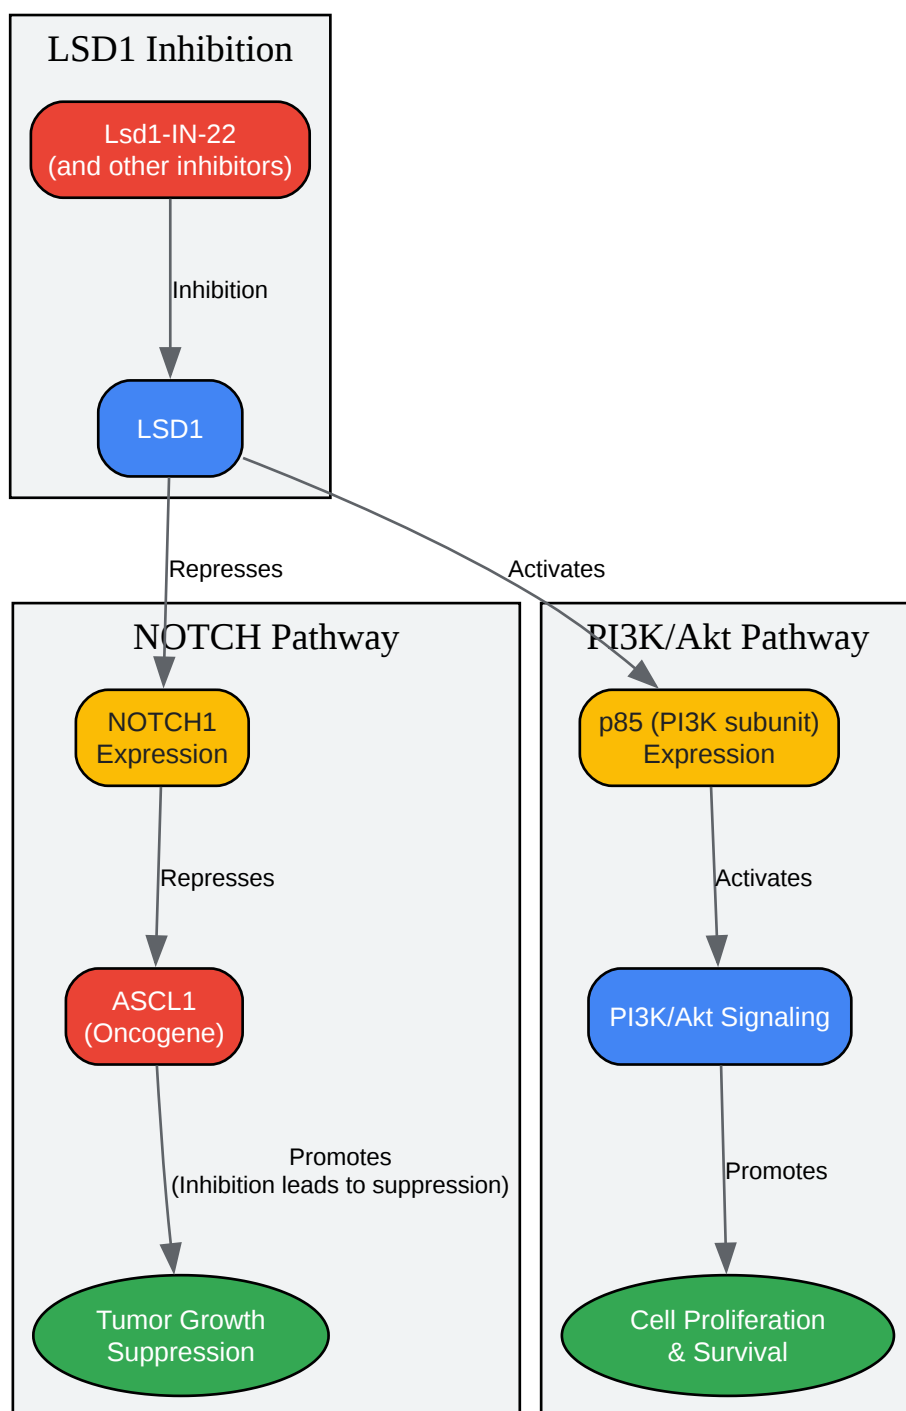 LSD1 Inhibition
Lsd1-IN-22
(and other inhibitors)
Inhibition
LSD1
Represses
Activates
NOTCH Pathway
PI3K/Akt Pathway
NOTCH1
Expression
p85 (PI3K subunit)
Expression
Represses
Activates
ASCL1
(Oncogene)
PI3K/Akt Signaling
Promotes
(Inhibition leads to suppression)
Promotes
Tumor Growth
Suppression
Cell Proliferation
& Survival